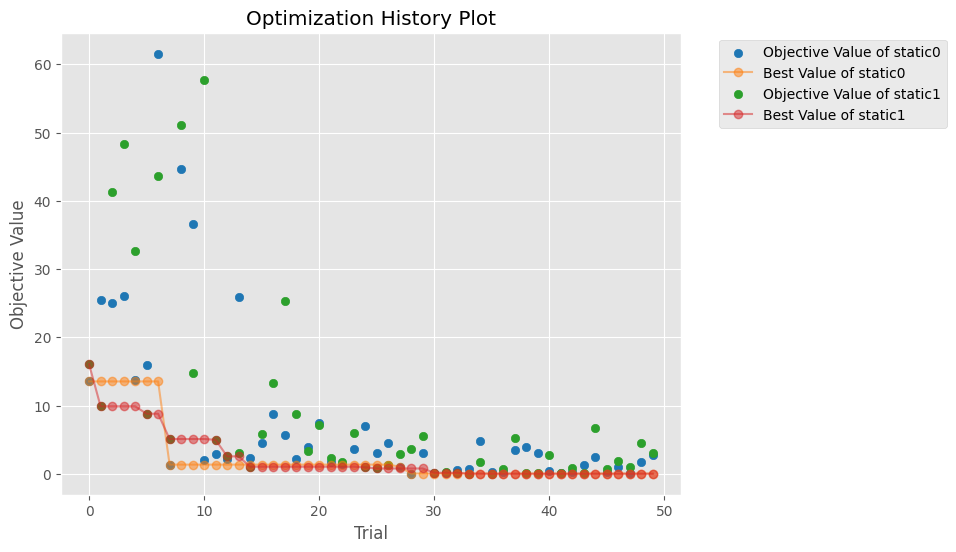 Optimization History Plot
Objective Value
60
50
40
30
20
10
0
0 10 20 30 40 50
Trial
Objective Value of static0
Best Value of static0
Objective Value of static1
Best Value of static1